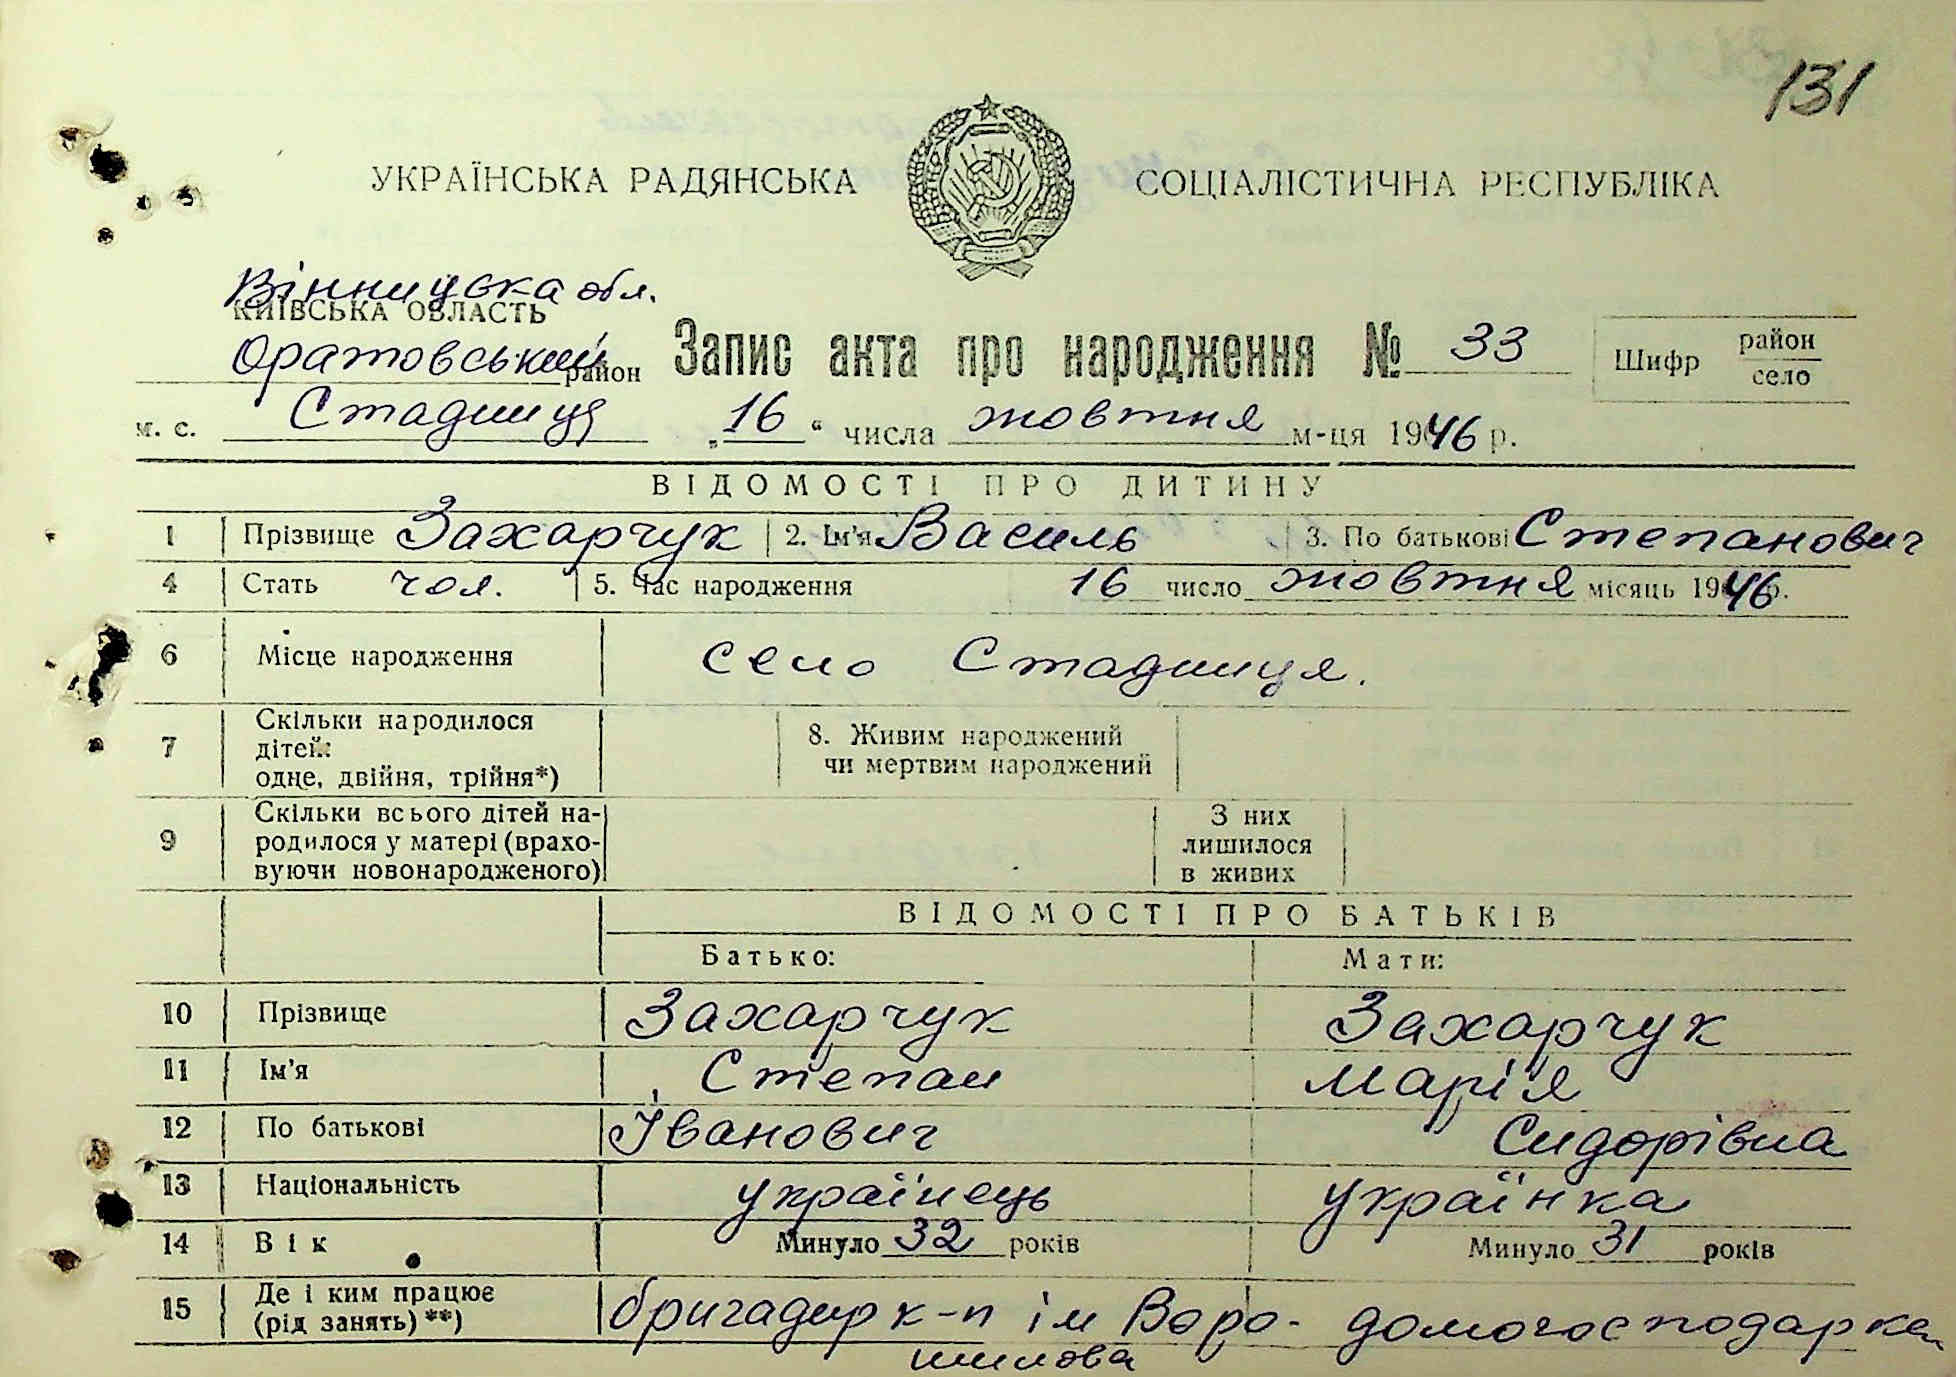 131
УКРАЇНСЬКА РАДЯНСЬКА СОЦІАЛІСТИЧНА РЕСПУБЛІКА
Вінницька обл.
КИЇВСЬКА ОБЛАСТЬ
Оратовський район Запис акта про народження № 33 Шифр район село
м. с. Стадниця „16“ числа жовтня м-ця 1946 р.
ВІДОМОСТІ ПРО ДИТИНУ
1 Прізвище Захарчук 2. Ім'я Василь 3. По батькові Степанович
4 Стать чол. 5. Час народження 16 число жовтня місяць 1946 р.
6 Місце народження село Стадниця.
7 Скільки народилося дітей: одне, двійня, трійня*) 8. Живим народжений чи мертвим народжений
9 Скільки всього дітей народилося у матері (враховуючи новонародженого) З них лишилося в живих
ВІДОМОСТІ ПРО БАТЬКІВ
Батько: Мати:
10 Прізвище Захарчук Захарчук
11 Ім'я Степан Марія
12 По батькові Іванович Сидорівна
13 Національність українець українка
14 Вік Минуло 32 років Минуло 31 років
15 Де і ким працює (рід занять) **) бригадир к-п ім Воро- домогосподарка
шилова